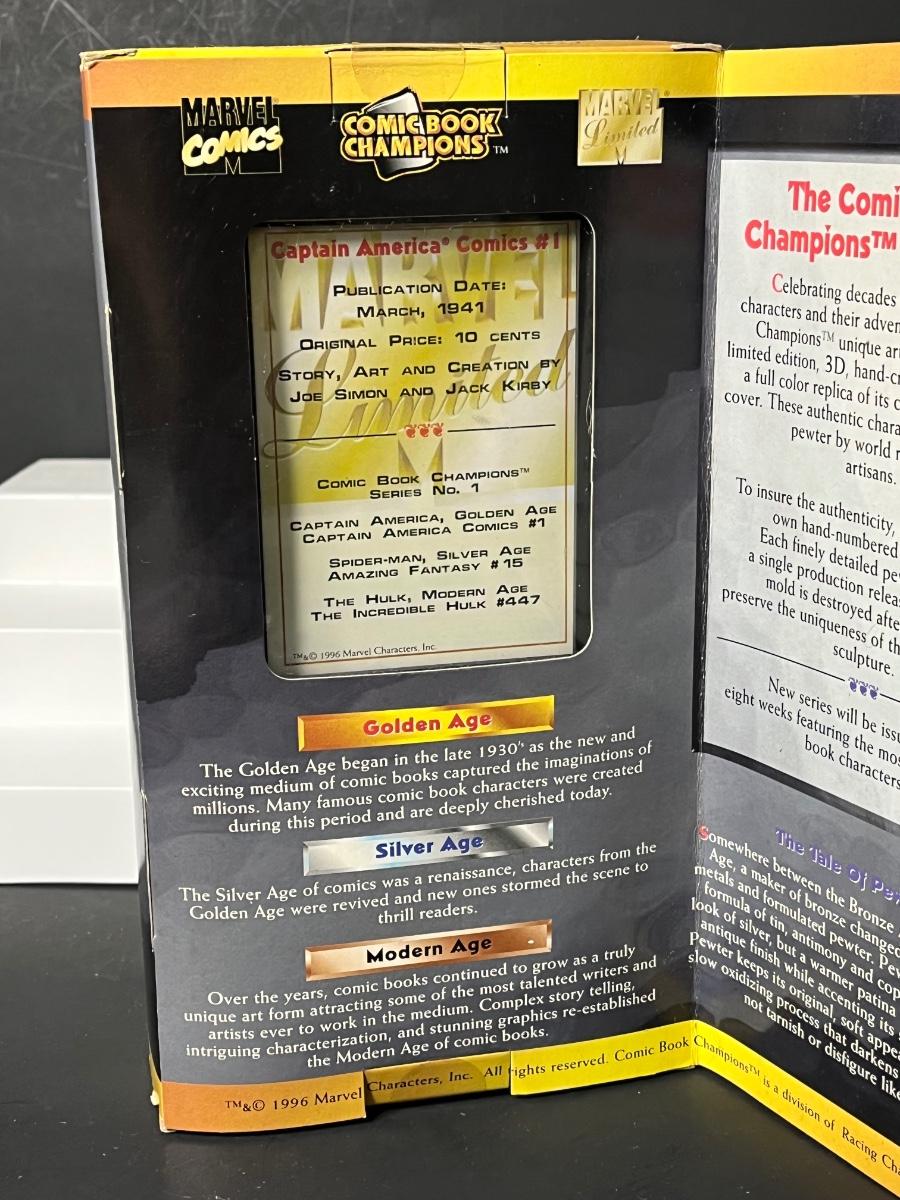 MARVEL
COMICS
M
COMIC BOOK
CHAMPIONS™
MARVEL®
Limited
M
Captain America® Comics #1
MARVEL
Limited
M
Publication Date:
March, 1941
Original Price: 10 cents
Story, Art and Creation by
Joe Simon and Jack Kirby
Comic Book Champions™
Series No. 1
Captain America, Golden Age
Captain America Comics #1
Spider-Man, Silver Age
Amazing Fantasy #15
The Hulk, Modern Age
The Incredible Hulk #447
™&© 1996 Marvel Characters, Inc.
Golden Age
The Golden Age began in the late 1930's as the new and
exciting medium of comic books captured the imaginations of
millions. Many famous comic book characters were created
during this period and are deeply cherished today.
Silver Age
The Silver Age of comics was a renaissance, characters from the
Golden Age were revived and new ones stormed the scene to
thrill readers.
Modern Age
Over the years, comic books continued to grow as a truly
unique art form attracting some of the most talented writers and
artists ever to work in the medium. Complex story telling,
intriguing characterization, and stunning graphics re-established
the Modern Age of comic books.
™&© 1996 Marvel Characters, Inc. All rights reserved. Comic Book Champions™ is a division of Racing Cha
The Comi
Champions™
Celebrating decades
characters and their adven
Champions™ unique ar
limited edition, 3D, hand-c
a full color replica of its c
cover. These authentic chara
pewter by world r
artisans.
To insure the authenticity,
own hand-numbered
Each finely detailed pe
a single production relea
mold is destroyed afte
preserve the uniqueness of th
sculpture.
New series will be issu
eight weeks featuring the mos
book characters
The Tale Of Pew
Somewhere between the Bronze
Age, a maker of bronze changed
metals and formulated pewter. Pew
formula of tin, antimony and cop
look of silver, but a warmer patina
antique finish while accenting its
Pewter keeps its original, soft appe
slow oxidizing process that darkens
not tarnish or disfigure like